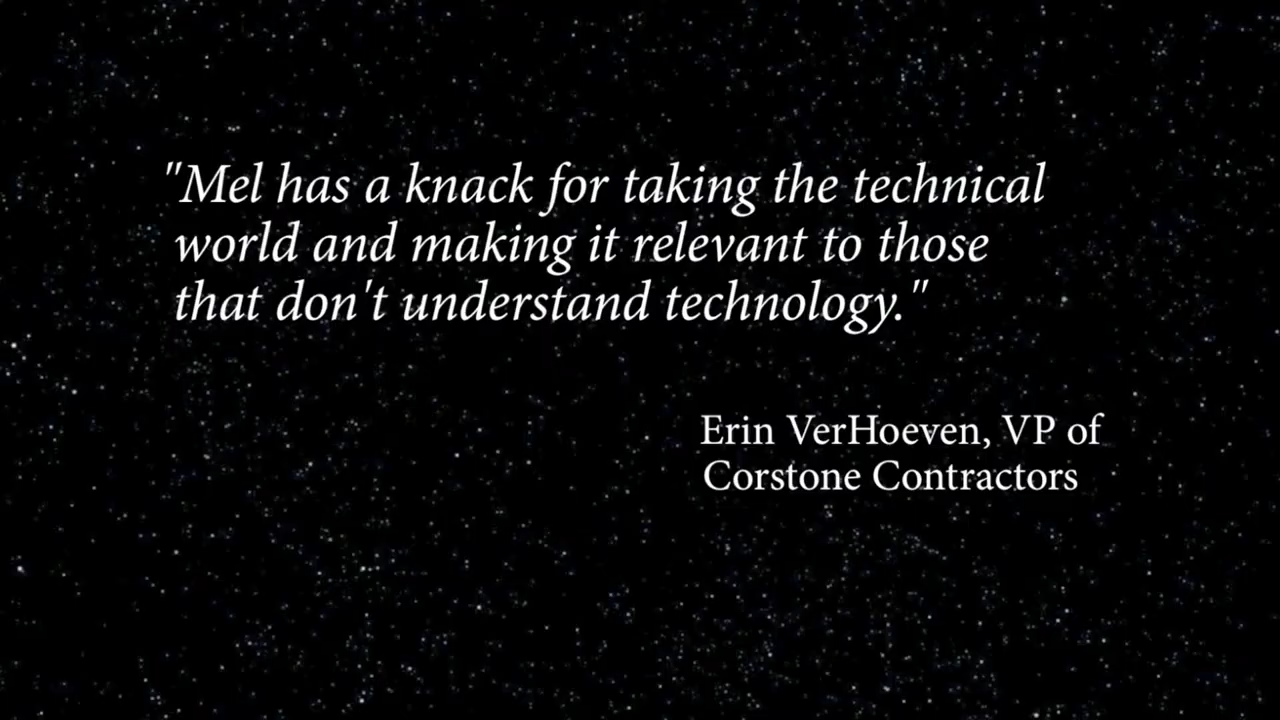 "Mel has a knack for taking the technical
world and making it relevant to those
that don't understand technology."
Erin VerHoeven, VP of
Corstone Contractors